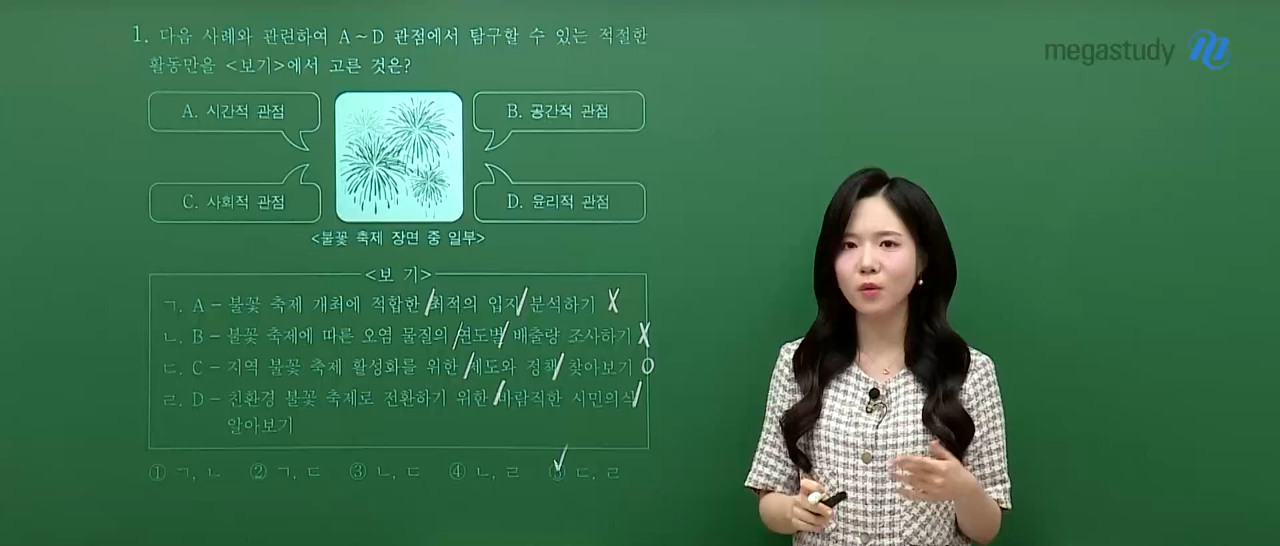 1. 다음 사례와 관련하여 A~D 관점에서 탐구할 수 있는 적절한
활동만을 <보기>에서 고른 것은?
megastudy
A. 시간적 관점
B. 공간적 관점
C. 사회적 관점
D. 윤리적 관점
<불꽃 축제 장면 중 일부>
<보 기>
ㄱ. A - 불꽃 축제 개최에 적합한 최적의 입지 분석하기 X
ㄴ. B - 불꽃 축제에 따른 오염 물질의 연도별 배출량 조사하기 X
ㄷ. C - 지역 불꽃 축제 활성화를 위한 제도와 정책 찾아보기 O
ㄹ. D - 친환경 불꽃 축제로 전환하기 위한 바람직한 시민의식
알아보기
① ㄱ, ㄴ ② ㄱ, ㄷ ③ ㄴ, ㄷ ④ ㄴ, ㄹ ⑤ ㄷ, ㄹ